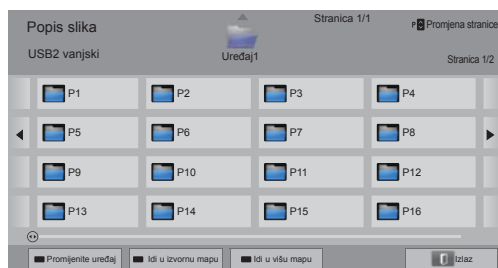 Popis slika
Stranica 1/1
P Promjena stranice
USB2 vanjski
Uređaj1
Stranica 1/2
P1 P2 P3 P4
P5 P6 P7 P8
P9 P10 P11 P12
P13 P14 P15 P16
Promijenite uređaj Idi u izvornu mapu Idi u višu mapu Izlaz